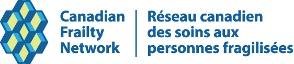 Canadian
Frailty
Network
Réseau canadien
des soins aux
personnes fragilisées